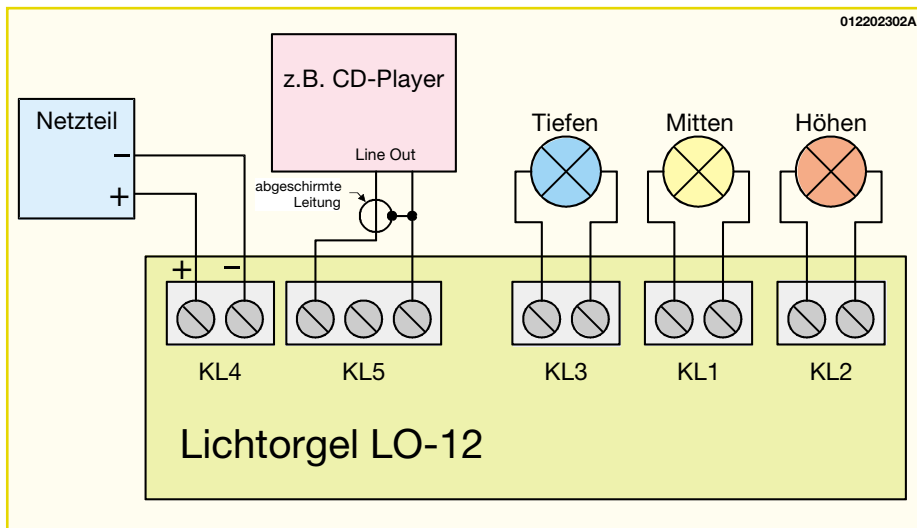 012202302A
z.B. CD-Player
Netzteil
Tiefen
Mitten
Höhen
−
Line Out
+
abgeschirmte
Leitung
+
−
KL4
KL5
KL3
KL1
KL2
Lichtorgel LO-12